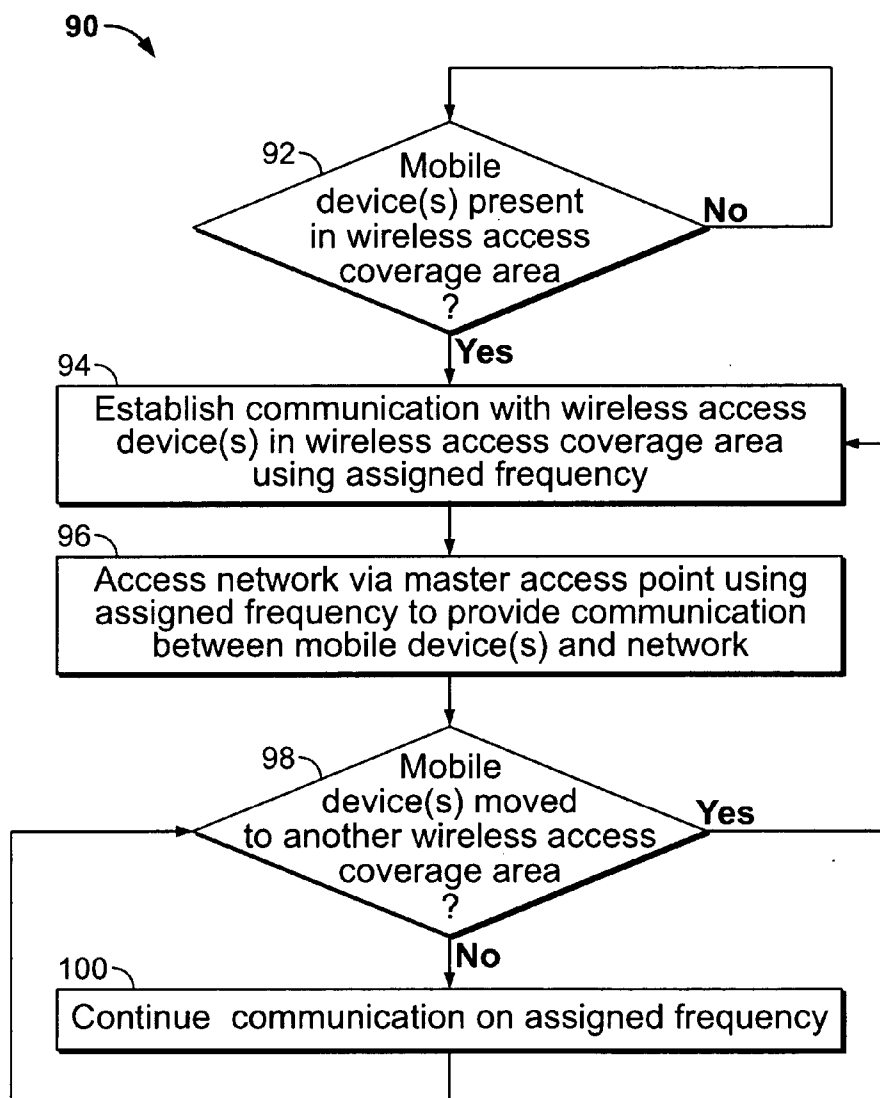 90
92
Mobile
device(s) present
in wireless access
coverage area
?
No
Yes
94
Establish communication with wireless access
device(s) in wireless access coverage area
using assigned frequency
96
Access network via master access point using
assigned frequency to provide communication
between mobile device(s) and network
98
Mobile
device(s) moved
to another wireless access
coverage area
?
Yes
No
100
Continue communication on assigned frequency